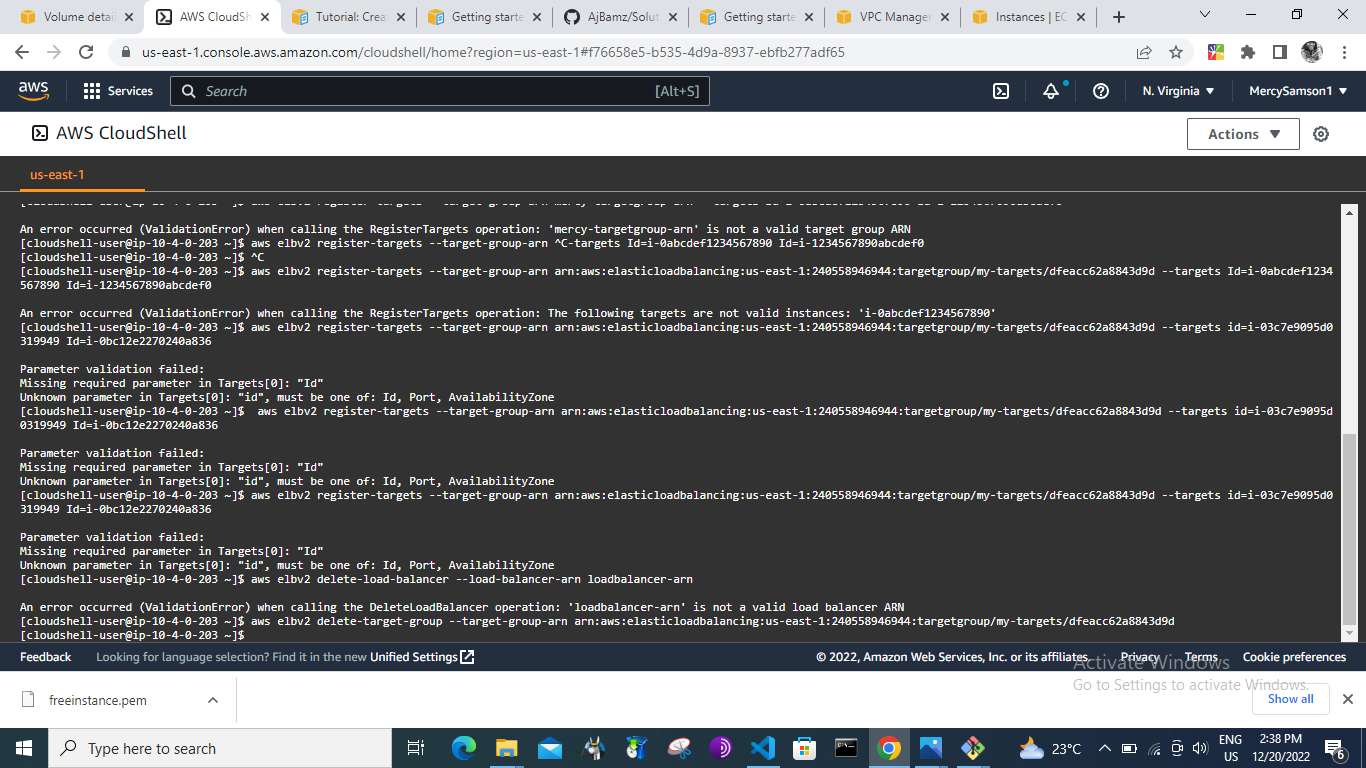 Volume detail
AWS CloudSh
Tutorial: Crea
Getting starte
AjBamz/Solut
Getting starte
VPC Manager
Instances | EC
us-east-1.console.aws.amazon.com/cloudshell/home?region=us-east-1#f76658e5-b535-4d9a-8937-ebfb277adf65
aws
Services
Search
[Alt+S]
N. Virginia
MercySamson1
AWS CloudShell
Actions
us-east-1
An error occurred (ValidationError) when calling the RegisterTargets operation: 'mercy-targetgroup-arn' is not a valid target group ARN
[cloudshell-user@ip-10-4-0-203 ~]$ aws elbv2 register-targets --target-group-arn ^C-targets Id=i-0abcdef1234567890 Id=i-1234567890abcdef0
[cloudshell-user@ip-10-4-0-203 ~]$ ^C
[cloudshell-user@ip-10-4-0-203 ~]$ aws elbv2 register-targets --target-group-arn arn:aws:elasticloadbalancing:us-east-1:240558946944:targetgroup/my-targets/dfeacc62a8843d9d --targets Id=i-0abcdef1234
567890 Id=i-1234567890abcdef0
An error occurred (ValidationError) when calling the RegisterTargets operation: The following targets are not valid instances: 'i-0abcdef1234567890'
[cloudshell-user@ip-10-4-0-203 ~]$ aws elbv2 register-targets --target-group-arn arn:aws:elasticloadbalancing:us-east-1:240558946944:targetgroup/my-targets/dfeacc62a8843d9d --targets id=i-03c7e9095d0
319949 Id=i-0bc12e2270240a836
Parameter validation failed:
Missing required parameter in Targets[0]: "Id"
Unknown parameter in Targets[0]: "id", must be one of: Id, Port, AvailabilityZone
[cloudshell-user@ip-10-4-0-203 ~]$  aws elbv2 register-targets --target-group-arn arn:aws:elasticloadbalancing:us-east-1:240558946944:targetgroup/my-targets/dfeacc62a8843d9d --targets id=i-03c7e9095d
0319949 Id=i-0bc12e2270240a836
Parameter validation failed:
Missing required parameter in Targets[0]: "Id"
Unknown parameter in Targets[0]: "id", must be one of: Id, Port, AvailabilityZone
[cloudshell-user@ip-10-4-0-203 ~]$ aws elbv2 register-targets --target-group-arn arn:aws:elasticloadbalancing:us-east-1:240558946944:targetgroup/my-targets/dfeacc62a8843d9d --targets id=i-03c7e9095d0
319949 Id=i-0bc12e2270240a836
Parameter validation failed:
Missing required parameter in Targets[0]: "Id"
Unknown parameter in Targets[0]: "id", must be one of: Id, Port, AvailabilityZone
[cloudshell-user@ip-10-4-0-203 ~]$ aws elbv2 delete-load-balancer --load-balancer-arn loadbalancer-arn
An error occurred (ValidationError) when calling the DeleteLoadBalancer operation: 'loadbalancer-arn' is not a valid load balancer ARN
[cloudshell-user@ip-10-4-0-203 ~]$ aws elbv2 delete-target-group --target-group-arn arn:aws:elasticloadbalancing:us-east-1:240558946944:targetgroup/my-targets/dfeacc62a8843d9d
[cloudshell-user@ip-10-4-0-203 ~]$
Feedback
Looking for language selection? Find it in the new Unified Settings
© 2022, Amazon Web Services, Inc. or its affiliates.
Privacy
Terms
Cookie preferences
Activate Windows
Go to Settings to activate Windows.
freeinstance.pem
Show all
Type here to search
23°C
ENG
US
2:38 PM
12/20/2022
6